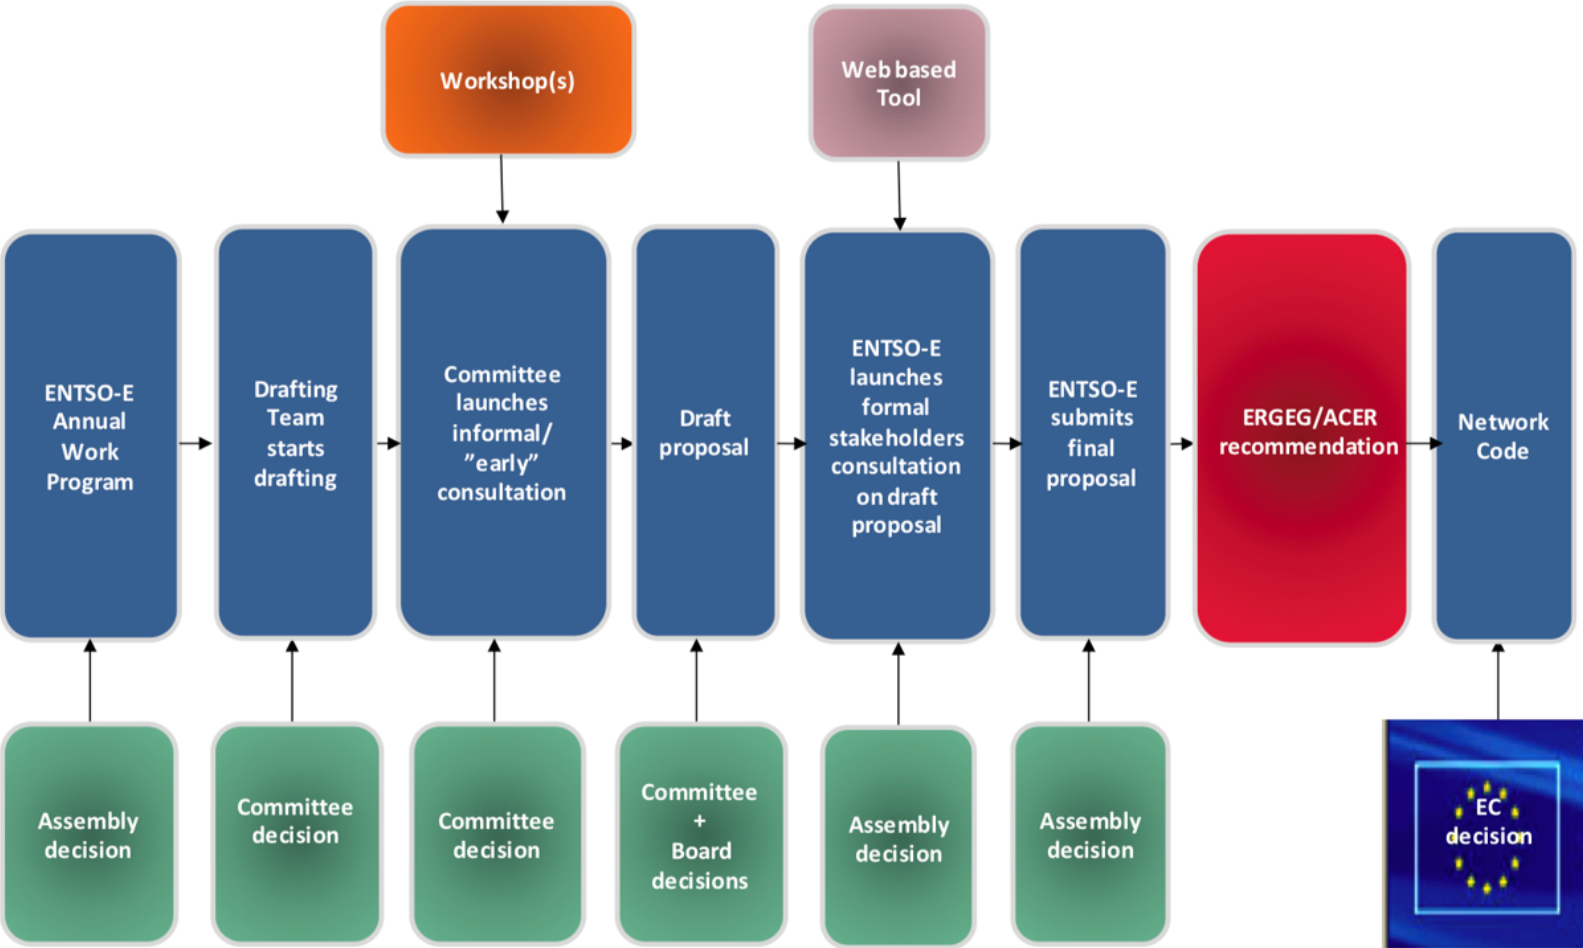 Workshop(s)
Web based
Tool
ENTSO-E
Annual
Work
Program
Drafting
Team
starts
drafting
Committee
launches
informal/
”early”
consultation
Draft
proposal
ENTSO-E
launches
formal
stakeholders
consultation
on draft
proposal
ENTSO-E
submits
final
proposal
ERGEG/ACER
recommendation
Network
Code
Assembly
decision
Committee
decision
Committee
decision
Committee
+
Board
decisions
Assembly
decision
Assembly
decision
EC
decision